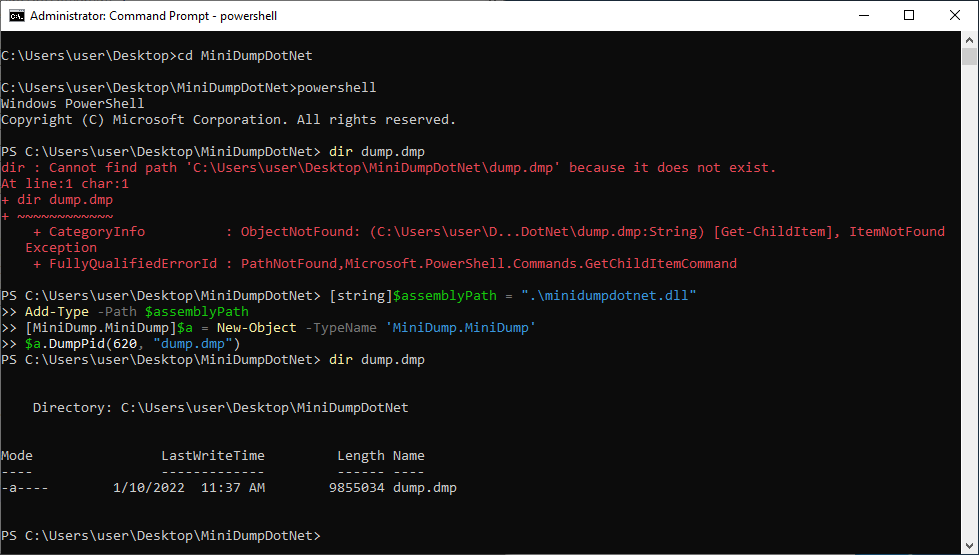 Administrator: Command Prompt - powershell
C:\Users\user\Desktop>cd MiniDumpDotNet
C:\Users\user\Desktop\MiniDumpDotNet>powershell
Windows PowerShell
Copyright (C) Microsoft Corporation. All rights reserved.
PS C:\Users\user\Desktop\MiniDumpDotNet> dir dump.dmp
dir : Cannot find path 'C:\Users\user\Desktop\MiniDumpDotNet\dump.dmp' because it does not exist.
At line:1 char:1
+ dir dump.dmp
+ ~~~~~~~~~~~~
    + CategoryInfo          : ObjectNotFound: (C:\Users\user\D...DotNet\dump.dmp:String) [Get-ChildItem], ItemNotFound
   Exception
    + FullyQualifiedErrorId : PathNotFound,Microsoft.PowerShell.Commands.GetChildItemCommand
PS C:\Users\user\Desktop\MiniDumpDotNet> [string]$assemblyPath = ".\minidumpdotnet.dll"
>> Add-Type -Path $assemblyPath
>> [MiniDump.MiniDump]$a = New-Object -TypeName 'MiniDump.MiniDump'
>> $a.DumpPid(620, "dump.dmp")
PS C:\Users\user\Desktop\MiniDumpDotNet> dir dump.dmp
    Directory: C:\Users\user\Desktop\MiniDumpDotNet
Mode                LastWriteTime         Length Name
----                -------------         ------ ----
-a----        1/10/2022  11:37 AM        9855034 dump.dmp
PS C:\Users\user\Desktop\MiniDumpDotNet>